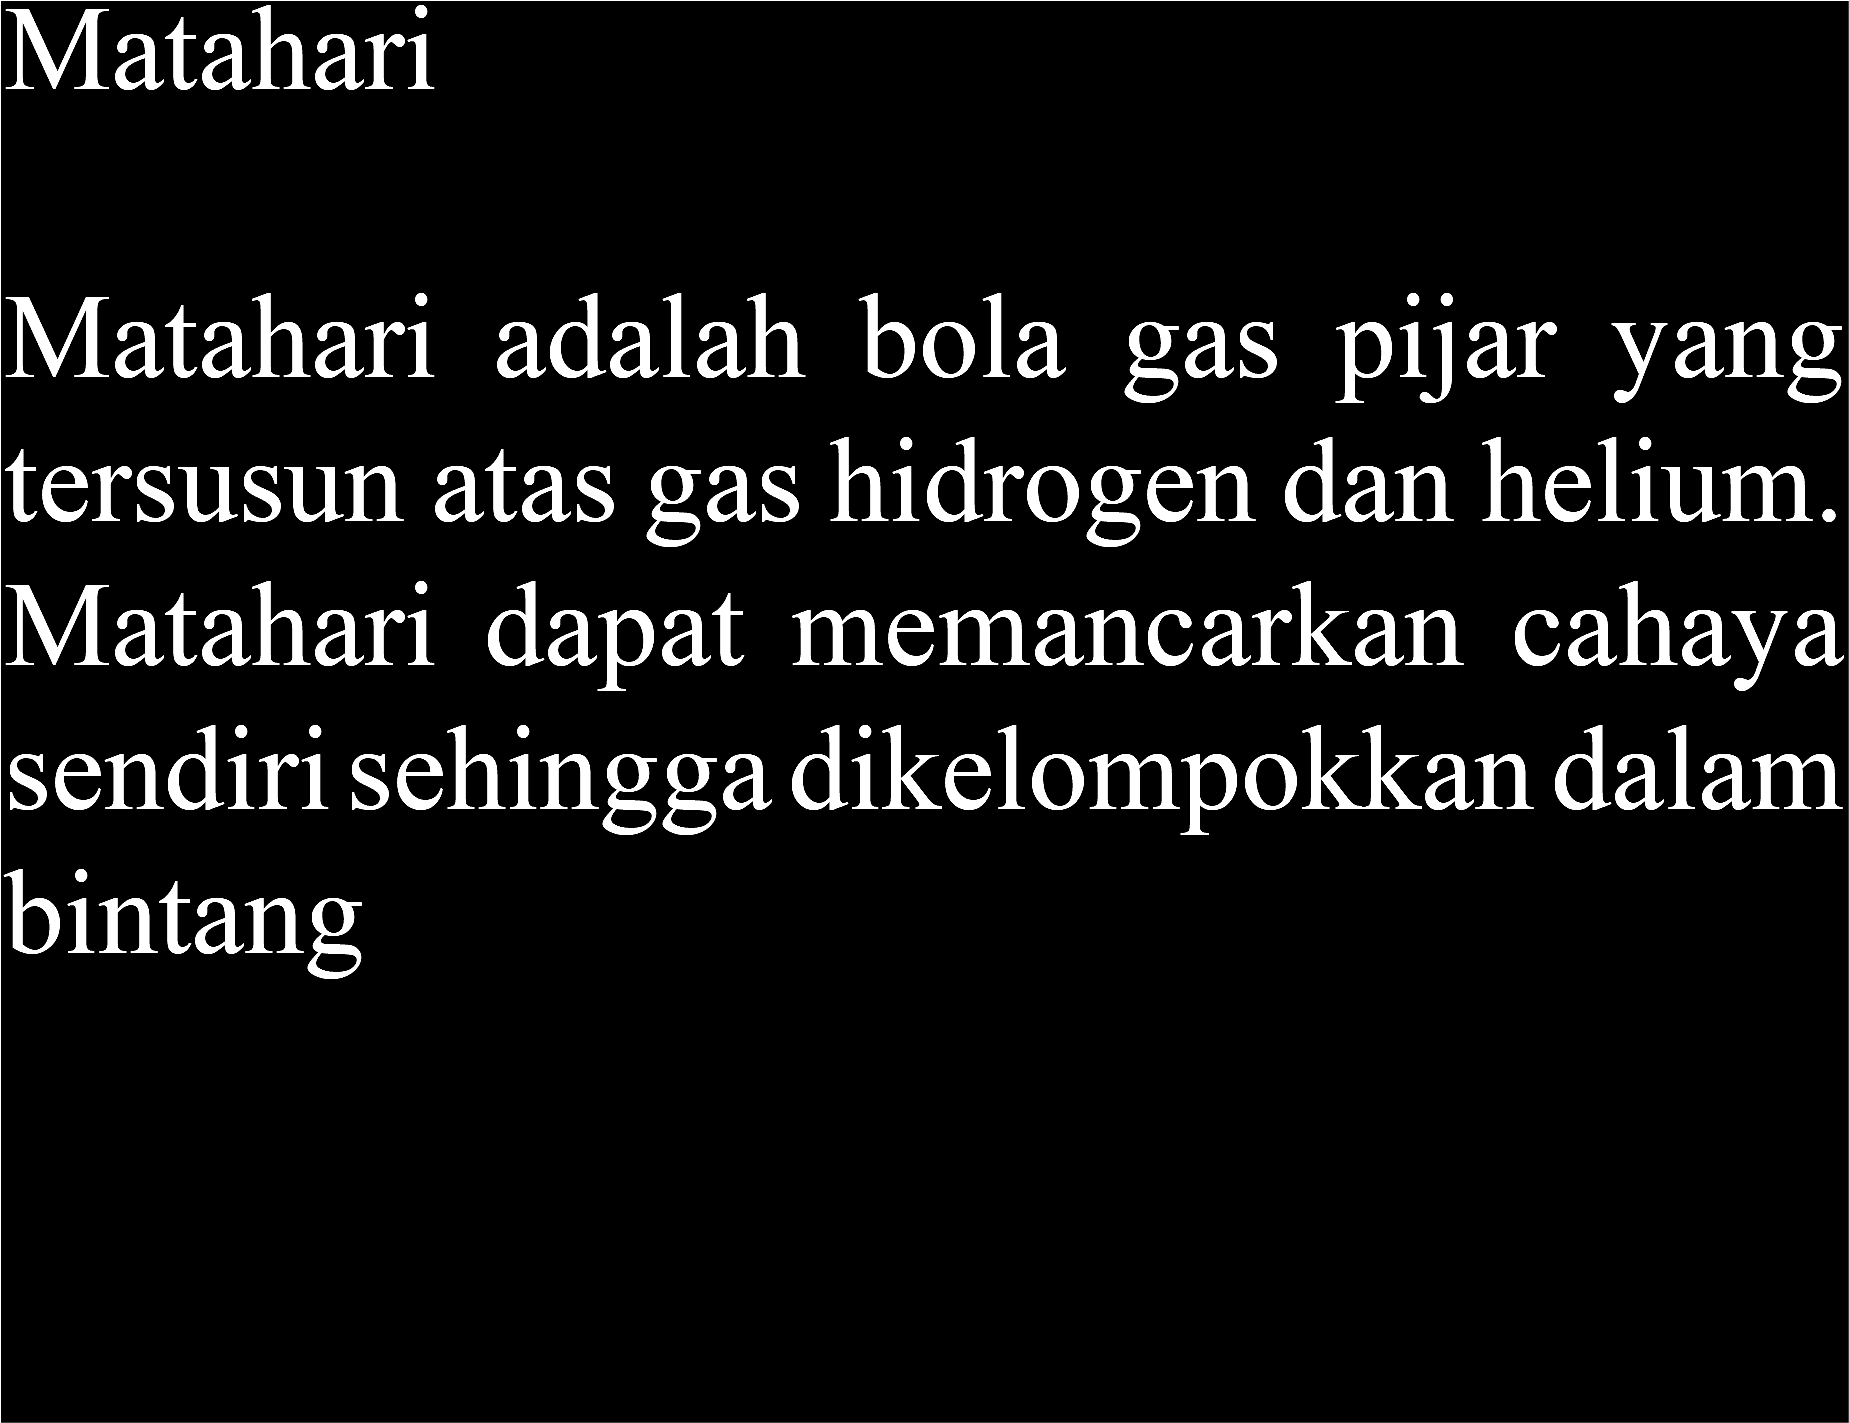 Matahari
Matahari adalah bola gas pijar yang
tersusun atas gas hidrogen dan helium.
Matahari dapat memancarkan cahaya
sendiri sehingga dikelompokkan dalam
bintang